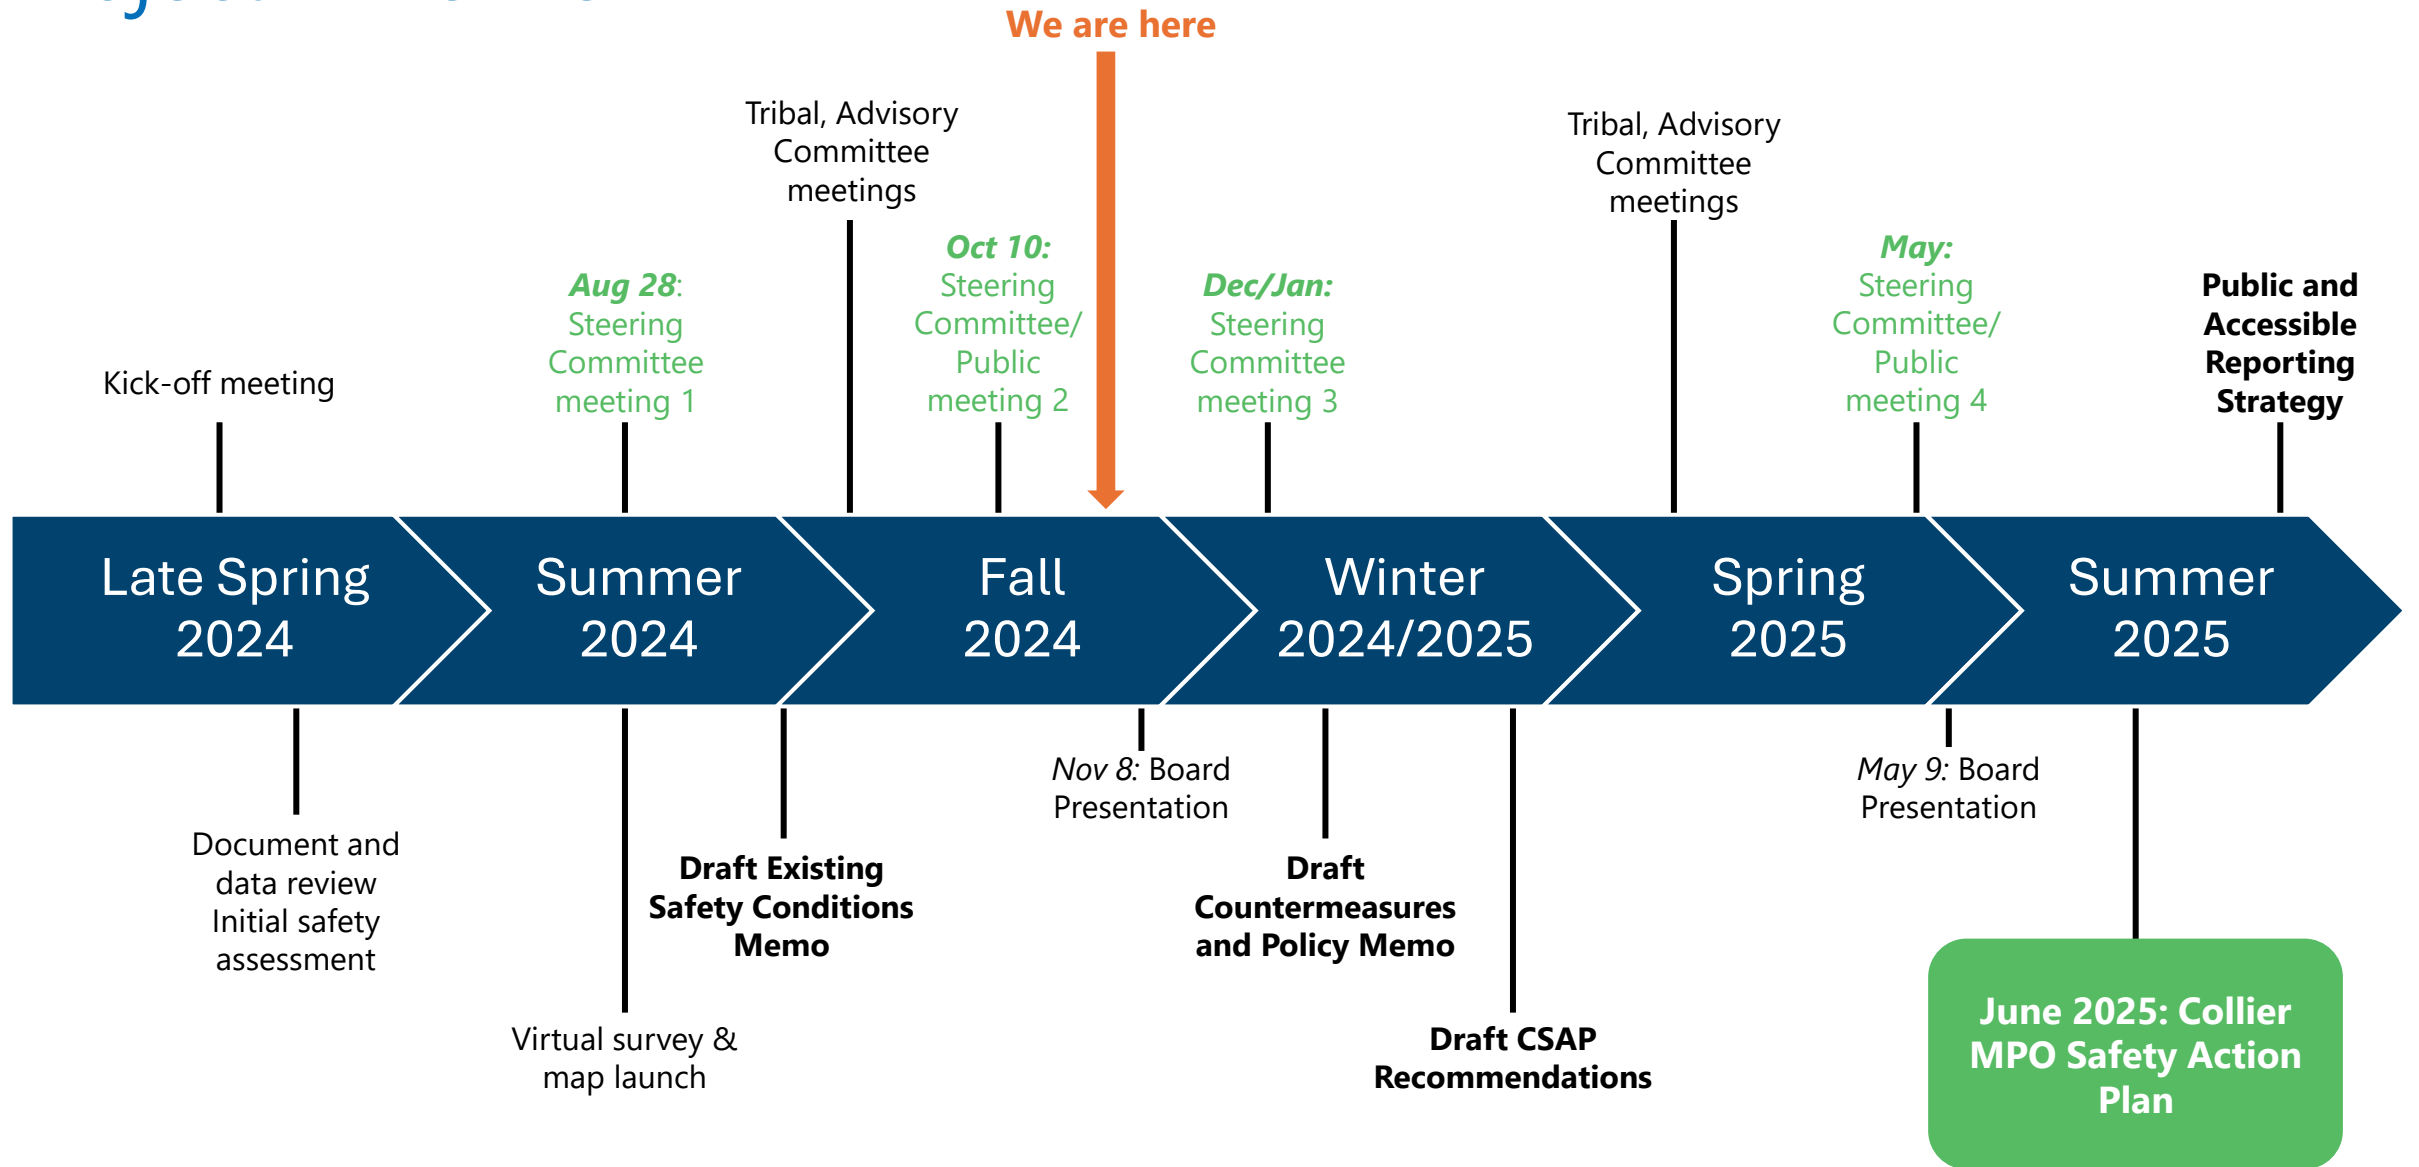 We are here
Tribal, Advisory
Committee
meetings
Tribal, Advisory
Committee
meetings
Kick-off meeting
Aug 28:
Steering
Committee
meeting 1
Oct 10:
Steering
Committee/
Public
meeting 2
Dec/Jan:
Steering
Committee
meeting 3
May:
Steering
Committee/
Public
meeting 4
Public and
Accessible
Reporting
Strategy
Late Spring
2024
Summer
2024
Fall
2024
Winter
2024/2025
Spring
2025
Summer
2025
Document and
data review
Initial safety
assessment
Virtual survey &
map launch
Draft Existing
Safety Conditions
Memo
Nov 8: Board
Presentation
Draft
Countermeasures
and Policy Memo
Draft CSAP
Recommendations
May 9: Board
Presentation
June 2025: Collier
MPO Safety Action
Plan